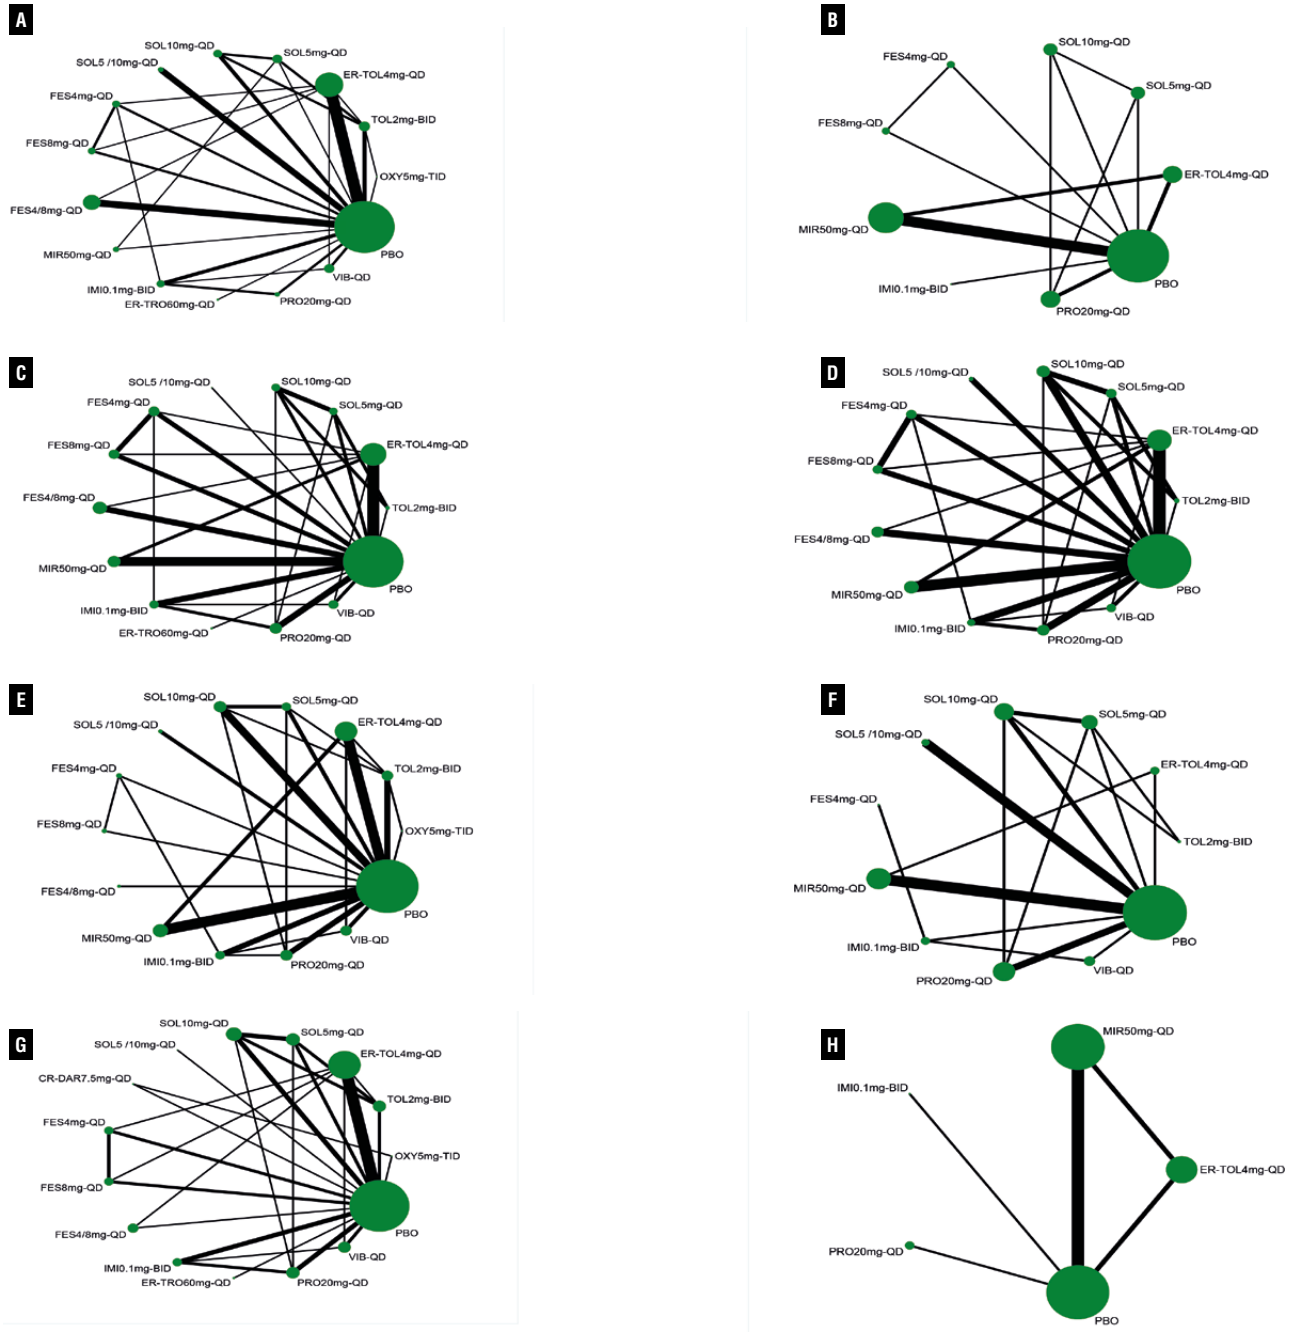 A
SOL10mg-QD
SOL5mg-QD
SOL5 /10mg-QD
ER-TOL4mg-QD
FES4mg-QD
TOL2mg-BID
FES8mg-QD
OXY5mg-TID
FES4/8mg-QD
MIR50mg-QD
PBO
VIB-QD
IMI0.1mg-BID
ER-TRO60mg-QD
PRO20mg-QD
B
SOL10mg-QD
FES4mg-QD
SOL5mg-QD
FES8mg-QD
ER-TOL4mg-QD
MIR50mg-QD
PBO
IMI0.1mg-BID
PRO20mg-QD
C
SOL5 /10mg-QD
SOL10mg-QD
FES4mg-QD
SOL5mg-QD
FES8mg-QD
ER-TOL4mg-QD
FES4/8mg-QD
TOL2mg-BID
MIR50mg-QD
PBO
IMI0.1mg-BID
VIB-QD
ER-TRO60mg-QD
PRO20mg-QD
D
SOL10mg-QD
SOL5 /10mg-QD
SOL5mg-QD
FES4mg-QD
ER-TOL4mg-QD
FES8mg-QD
TOL2mg-BID
FES4/8mg-QD
MIR50mg-QD
PBO
VIB-QD
IMI0.1mg-BID
PRO20mg-QD
E
SOL10mg-QD
SOL5mg-QD
SOL5 /10mg-QD
ER-TOL4mg-QD
FES4mg-QD
TOL2mg-BID
FES8mg-QD
OXY5mg-TID
FES4/8mg-QD
PBO
MIR50mg-QD
VIB-QD
IMI0.1mg-BID
PRO20mg-QD
F
SOL10mg-QD
SOL5mg-QD
SOL5 /10mg-QD
ER-TOL4mg-QD
FES4mg-QD
TOL2mg-BID
MIR50mg-QD
PBO
IMI0.1mg-BID
VIB-QD
PRO20mg-QD
G
SOL10mg-QD
SOL5mg-QD
SOL5 /10mg-QD
ER-TOL4mg-QD
CR-DAR7.5mg-QD
TOL2mg-BID
FES4mg-QD
OXY5mg-TID
FES8mg-QD
FES4/8mg-QD
PBO
VIB-QD
IMI0.1mg-BID
ER-TRO60mg-QD
PRO20mg-QD
H
MIR50mg-QD
IMI0.1mg-BID
ER-TOL4mg-QD
PRO20mg-QD
PBO